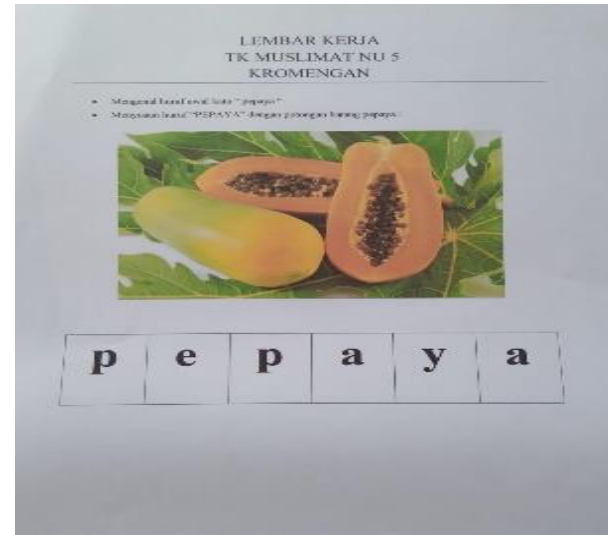 LEMBAR KERJA
TK MUSLIMAT NU 5
KROMENGAN
Mengenal huruf awal kata " pepaya "
Menyusun huruf "PEPAYA" dengan potongan batang pepaya
p e p a y a